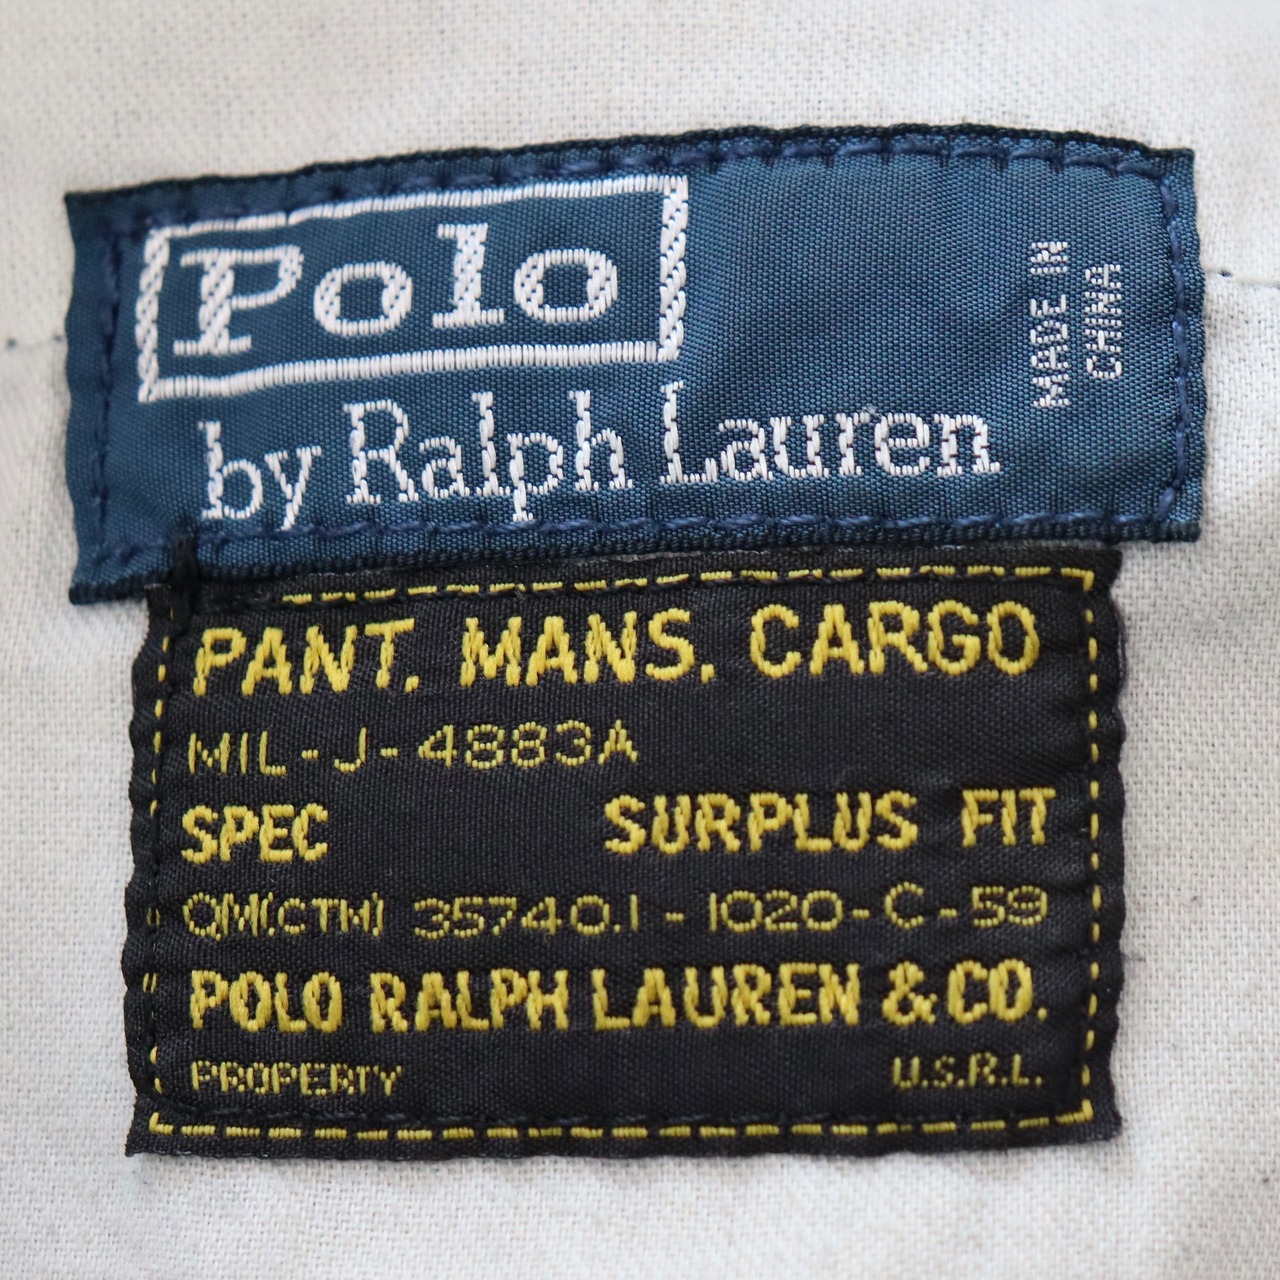 Polo
by Ralph Lauren
MADE IN
CHINA
PANT, MANS, CARGO
MIL-J-4883A
SPEC SURPLUS FIT
QM(CTM) 35740.1-1020-C-59
POLO RALPH LAUREN & CO.
PROPERTY U.S.R.L.